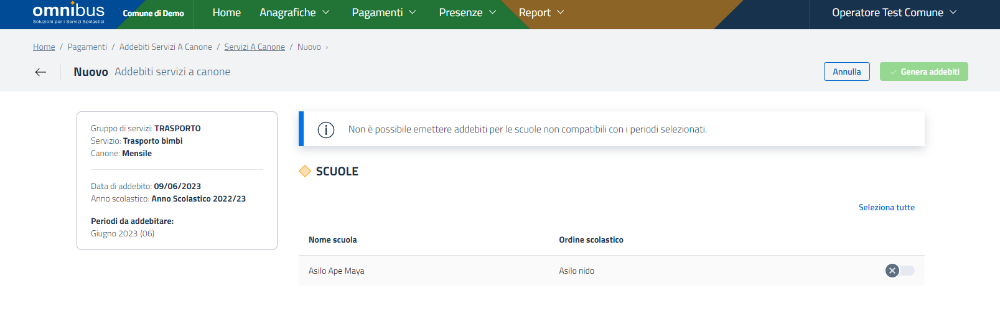 omnibus
Soluzioni per i Servizi Scolastici
Comune di Demo
Home Anagrafiche Pagamenti Presenze Report Operatore Test Comune
Home / Pagamenti / Addebiti Servizi A Canone / Servizi A Canone / Nuovo ›
Nuovo Addebiti servizi a canone
Annulla
Genera addebiti
Gruppo di servizi: TRASPORTO
Servizio: Trasporto bimbi
Canone: Mensile
Data di addebito: 09/06/2023
Anno scolastico: Anno Scolastico 2022/23
Periodi da addebitare:
Giugno 2023 (06)
Non è possibile emettere addebiti per le scuole non compatibili con i periodi selezionati.
SCUOLE
Seleziona tutte
Nome scuola Ordine scolastico
Asilo Ape Maya Asilo nido